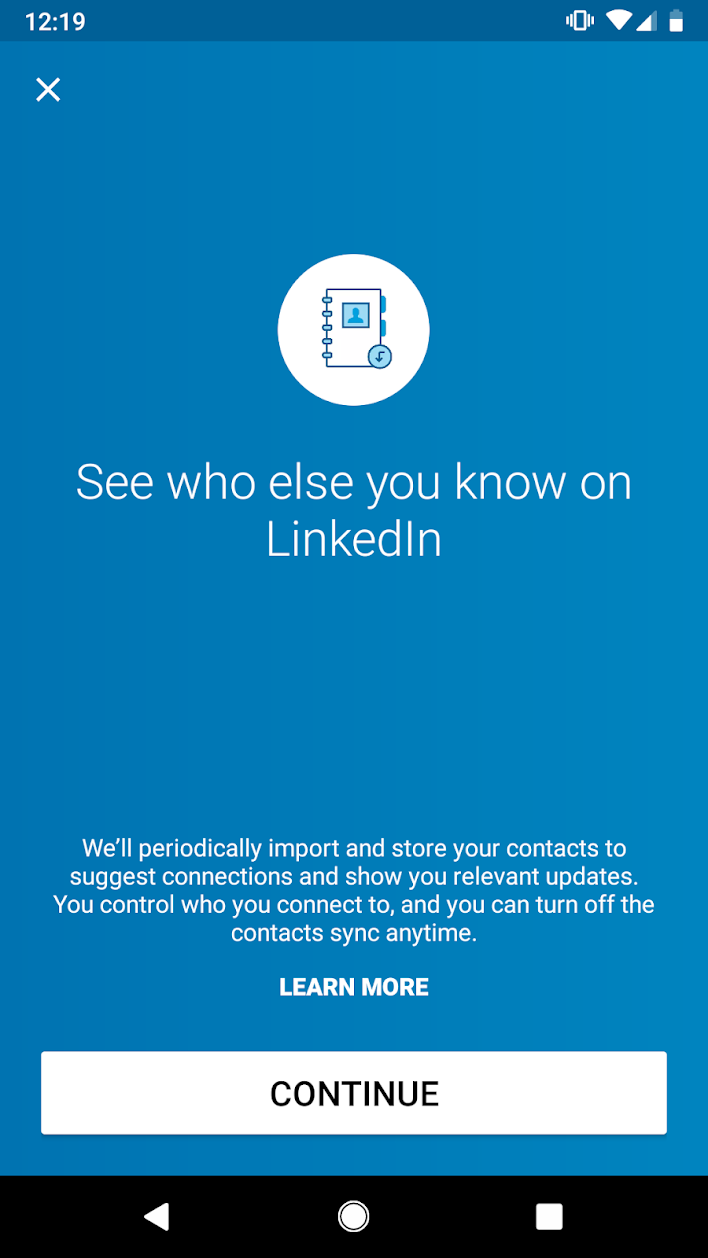 12:19
See who else you know on
LinkedIn
We’ll periodically import and store your contacts to
suggest connections and show you relevant updates.
You control who you connect to, and you can turn off the
contacts sync anytime.
LEARN MORE
CONTINUE